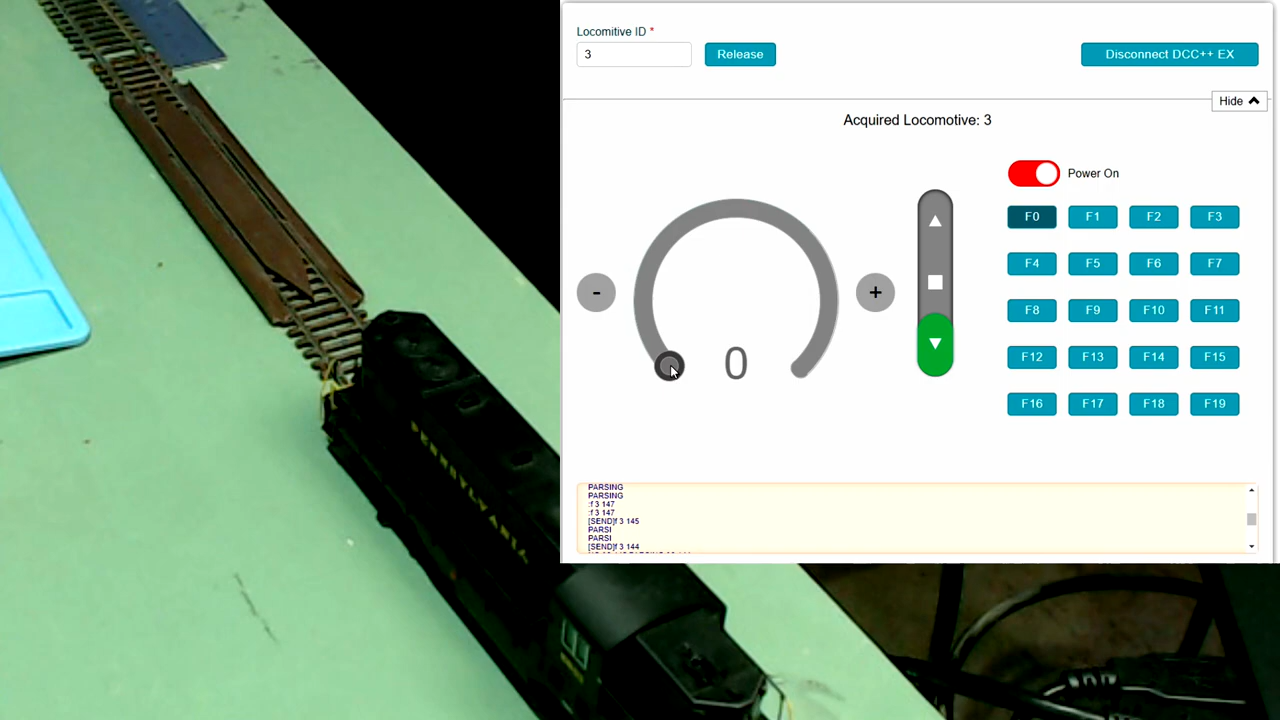 Locomitive ID *
3
Release
Disconnect DCC++ EX
Hide
Acquired Locomotive: 3
Power On
F0 F1 F2 F3
F4 F5 F6 F7
- +
0
F8 F9 F10 F11
F12 F13 F14 F15
F16 F17 F18 F19
PARSING
PARSING
:f 3 147
:f 3 147
[SEND]f 3 145
PARSI
PARSI
[SEND]f 3 144
PENNSYLVANIA